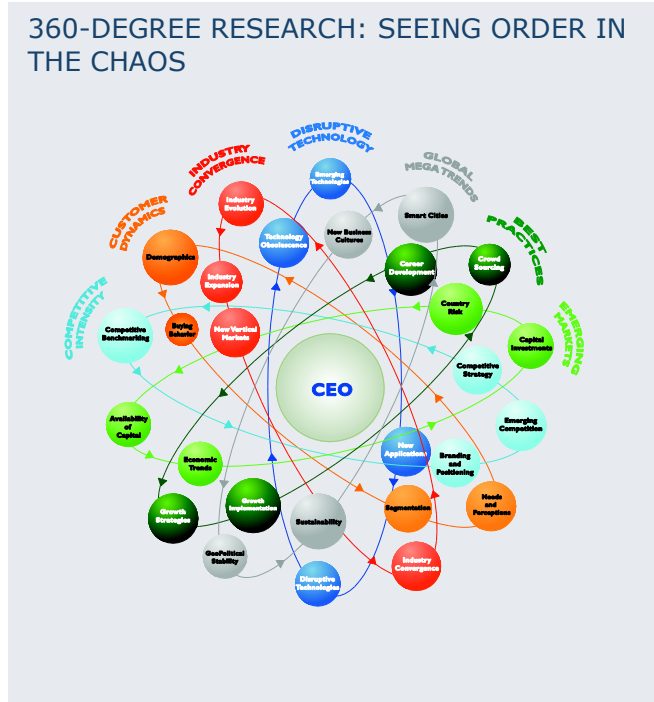 360-DEGREE RESEARCH: SEEING ORDER IN
THE CHAOS
DISRUPTIVE
TECHNOLOGY
INDUSTRY
CONVERGENCE
GLOBAL
MEGA TRENDS
CUSTOMER
DYNAMICS
BEST
PRACTICES
COMPETITIVE
INTENSITY
EMERGING
MARKETS
Emerging
Technologies
Industry
Evolution
Smart Cities
Technology
Obsolescence
New Business
Cultures
Demographics
Career
Development
Crowd
Sourcing
Industry
Expansion
Country
Risk
Buying
Behavior
New Vertical
Markets
Competitive
Benchmarking
Capital
Investments
Competitive
Strategy
CEO
Availability
of
Capital
Emerging
Competition
Economic
Trends
New
Applications
Branding
and
Positioning
Growth
Strategies
Growth
Implementation
Sustainability
Segmentation
Needs
and
Perceptions
GeoPolitical
Stability
Industry
Convergence
Disruptive
Technologies